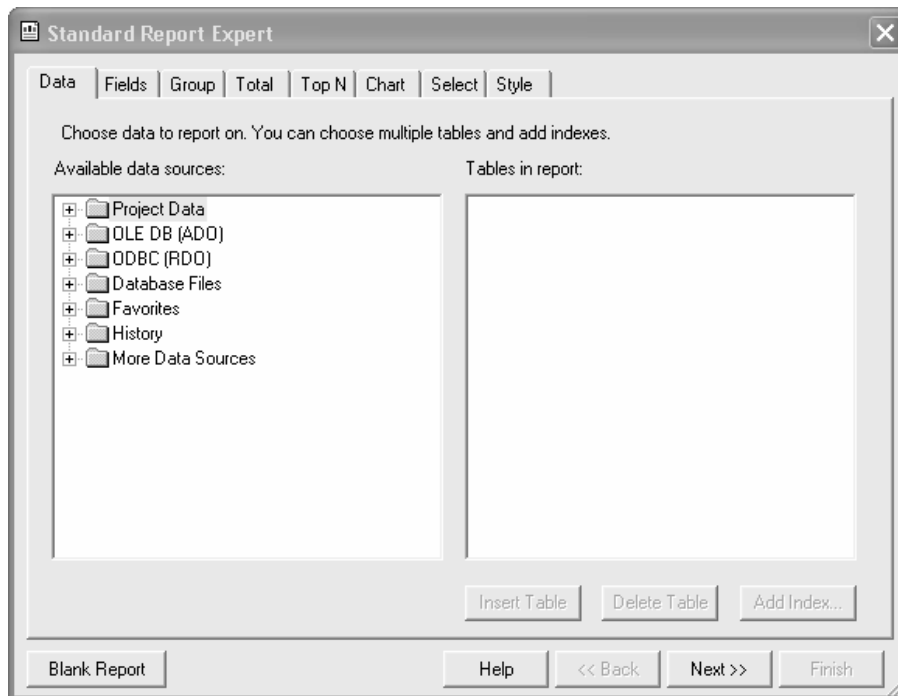 Standard Report Expert
Data Fields Group Total Top N Chart Select Style
Choose data to report on. You can choose multiple tables and add indexes.
Available data sources: Tables in report:
Project Data
OLE DB (ADO)
ODBC (RDO)
Database Files
Favorites
History
More Data Sources
Insert Table Delete Table Add Index...
Blank Report Help << Back Next >> Finish